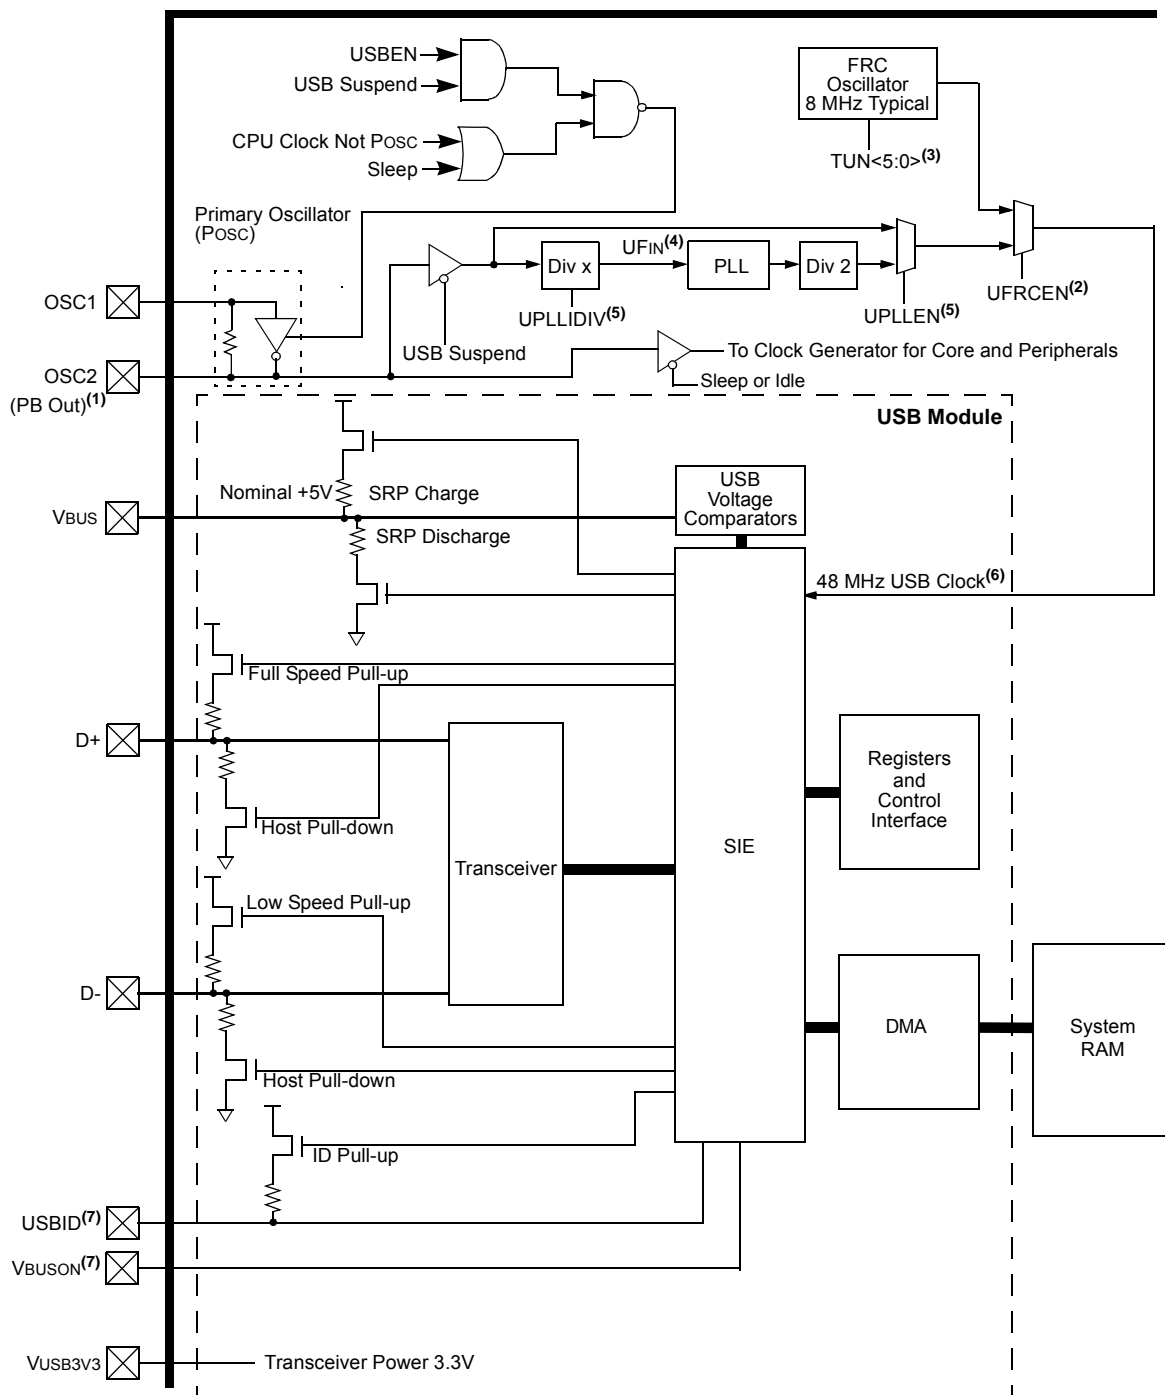 USBEN
USB Suspend
CPU Clock Not POSC
Sleep
FRC
Oscillator
8 MHz Typical
TUN<5:0>(3)
Primary Oscillator
(POSC)
UFIN(4)
Div x
PLL
Div 2
UFRCEN(2)
UPLLIDIV(5)
UPLLEN(5)
OSC1
USB Suspend
To Clock Generator for Core and Peripherals
OSC2
(PB Out)(1)
Sleep or Idle
USB Module
USB
Voltage
Comparators
Nominal +5V
SRP Charge
VBUS
SRP Discharge
48 MHz USB Clock(6)
Full Speed Pull-up
D+
Registers
and
Control
Interface
Host Pull-down
SIE
Transceiver
Low Speed Pull-up
D-
DMA
System
RAM
Host Pull-down
ID Pull-up
USBID(7)
VBUSON(7)
VUSB3V3
Transceiver Power 3.3V